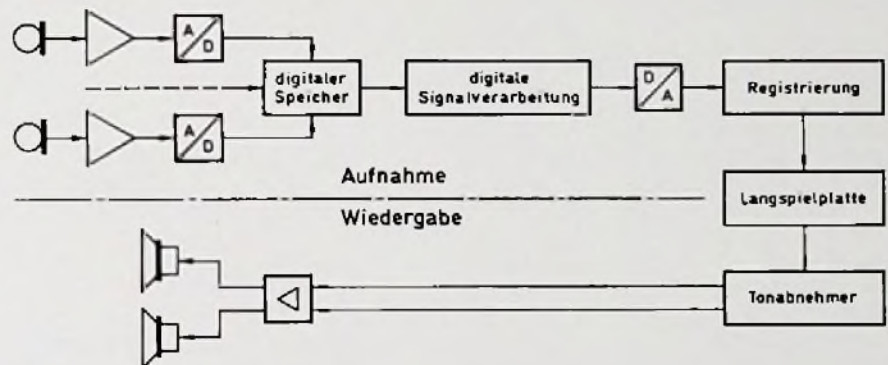 A
D
digitaler
Speicher
digitale
Signalverarbeitung
D
A
Registrierung
A
D
Aufnahme
Wiedergabe
Langspielplatte
Tonabnehmer